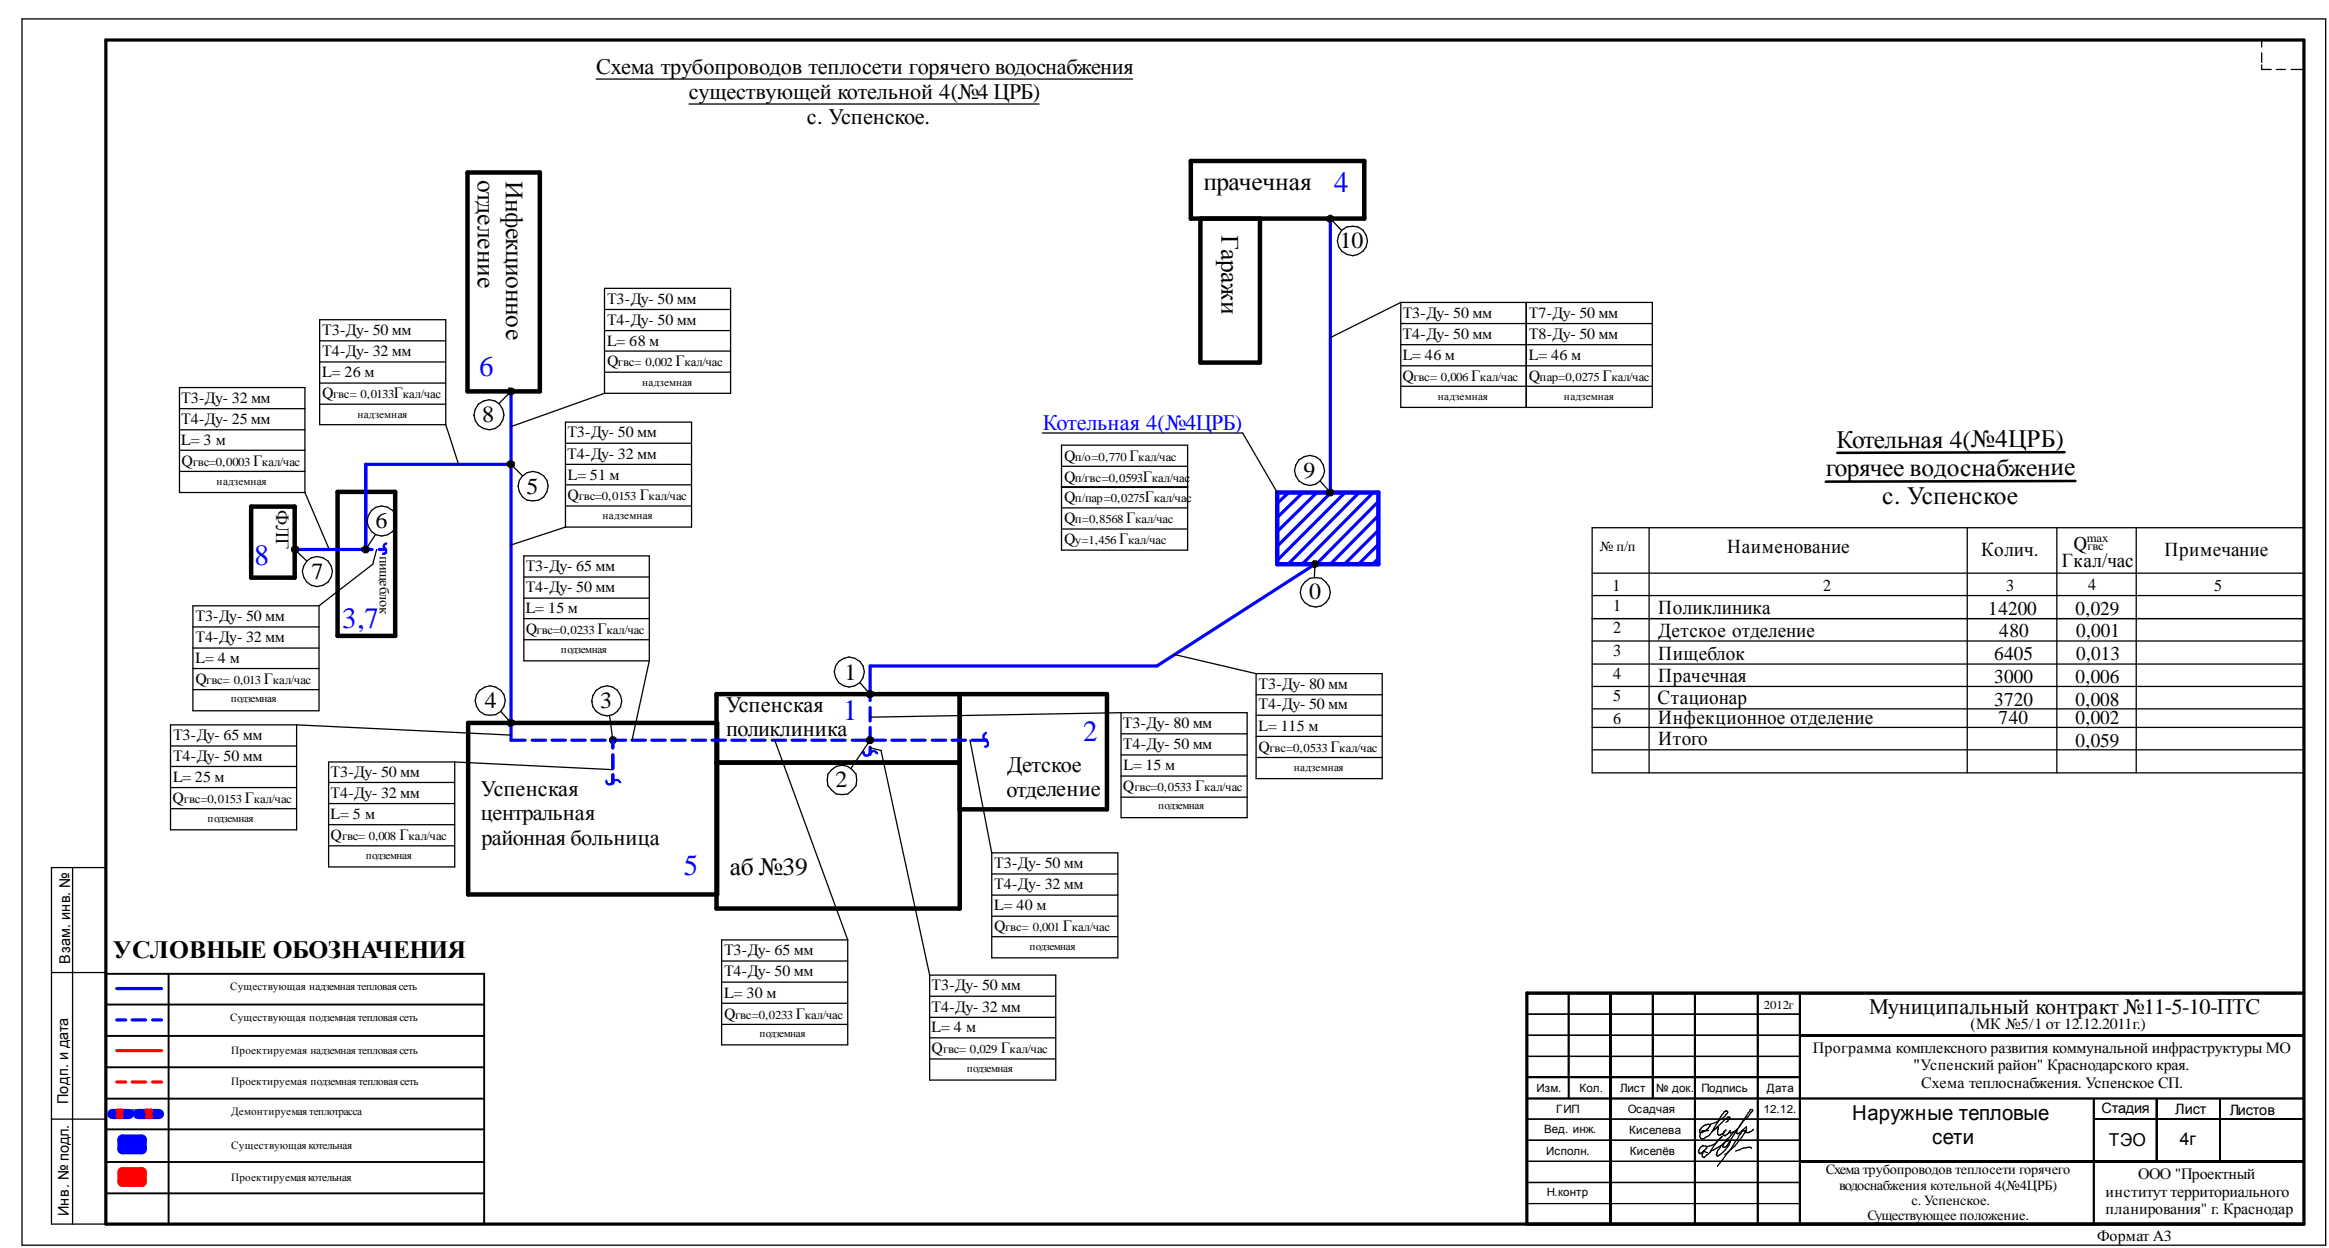 Схема трубопроводов теплосети горячего водоснабжения
существующей котельной 4(№4 ЦРБ)
с. Успенское.
Инфекционное
отделение
6
8
прачечная 4
Гаражи
10
Т3-Ду- 50 мм
Т4-Ду- 50 мм
L= 68 м
Qгвс= 0,002 Гкал/час
надземная
Т3-Ду- 50 мм
Т4-Ду- 32 мм
L= 26 м
Qгвс= 0,0133Гкал/час
надземная
Т3-Ду- 32 мм
Т4-Ду- 25 мм
L= 3 м
Qгвс=0,0003 Гкал/час
надземная
Т3-Ду- 50 мм
Т4-Ду- 32 мм
L= 51 м
Qгвс=0,0153 Гкал/час
надземная
5
ФЛГ
8
7
6
пищеблок
3,7
Т3-Ду- 50 мм
Т4-Ду- 32 мм
L= 4 м
Qгвс= 0,013 Гкал/час
подземная
Т3-Ду- 65 мм
Т4-Ду- 50 мм
L= 15 м
Qгвс=0,0233 Гкал/час
подземная
Т3-Ду- 50 мм
Т4-Ду- 50 мм
L= 46 м
Qгвс= 0,006 Гкал/час
надземная
Т7-Ду- 50 мм
Т8-Ду- 50 мм
L= 46 м
Qпар=0,0275 Гкал/час
надземная
Котельная 4(№4ЦРБ)
Qп/о=0,770 Гкал/час
Qп/гвс=0,0593Гкал/час
Qп/пар=0,0275Гкал/час
Qп=0,8568 Гкал/час
Qу=1,456 Гкал/час
9
0
4
3
1
2
Т3-Ду- 65 мм
Т4-Ду- 50 мм
L= 25 м
Qгвс=0,0153 Гкал/час
подземная
Т3-Ду- 50 мм
Т4-Ду- 32 мм
L= 5 м
Qгвс= 0,008 Гкал/час
подземная
Успенская
центральная
районная больница
5
Успенская
поликлиника
1
аб №39
2
Детское
отделение
Т3-Ду- 80 мм
Т4-Ду- 50 мм
L= 15 м
Qгвс=0,0533 Гкал/час
подземная
Т3-Ду- 80 мм
Т4-Ду- 50 мм
L= 115 м
Qгвс=0,0533 Гкал/час
надземная
Т3-Ду- 50 мм
Т4-Ду- 32 мм
L= 40 м
Qгвс= 0,001 Гкал/час
подземная
Т3-Ду- 65 мм
Т4-Ду- 50 мм
L= 30 м
Qгвс=0,0233 Гкал/час
подземная
Т3-Ду- 50 мм
Т4-Ду- 32 мм
L= 4 м
Qгвс= 0,029 Гкал/час
подземная
Котельная 4(№4ЦРБ)
горячее водоснабжение
с. Успенское
№ п/п Наименование Колич. Qгвс max Гкал/час Примечание
1 2 3 4 5
1 Поликлиника 14200 0,029
2 Детское отделение 480 0,001
3 Пищеблок 6405 0,013
4 Прачечная 3000 0,006
5 Стационар 3720 0,008
6 Инфекционное отделение 740 0,002
Итого 0,059
УСЛОВНЫЕ ОБОЗНАЧЕНИЯ
Существующая надземная тепловая сеть
Существующая подземная тепловая сеть
Проектируемая надземная тепловая сеть
Проектируемая подземная тепловая сеть
Демонтируемая теплотрасса
Существующая котельная
Проектируемая котельная
Взам. инв. №
Подп. и дата
Инв. № подл.
2012г
Муниципальный контракт №11-5-10-ПТС
(МК №5/1 от 12.12.2011г.)
Программа комплексного развития коммунальной инфраструктуры МО
"Успенский район" Краснодарского края.
Схема теплоснабжения. Успенское СП.
Изм. Кол. Лист № док. Подпись Дата
ГИП Осадчая 12.12.
Вед. инж. Киселева
Исполн. Киселёв
Н.контр
Наружные тепловые
сети
Стадия Лист Листов
ТЭО 4г
Схема трубопроводов теплосети горячего
водоснабжения котельной 4(№4ЦРБ)
с. Успенское.
Существующее положение.
ООО "Проектный
институт территориального
планирования" г. Краснодар
Формат А3